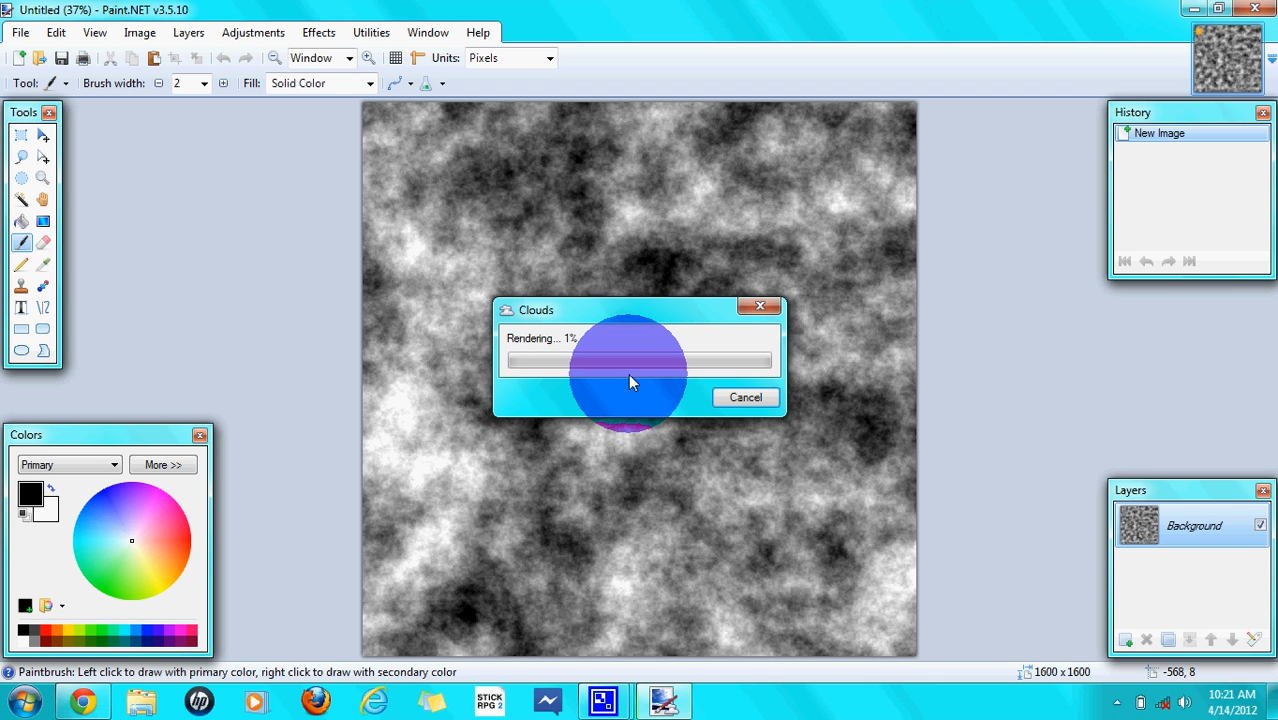 Untitled (37%) - Paint.NET v3.5.10
File Edit View Image Layers Adjustments Effects Utilities Window Help
Window Units: Pixels
Tool: Brush width: 2 Fill: Solid Color
Tools
History
New Image
Clouds
Rendering... 1%
Cancel
Colors
Primary More >>
Layers
Background
Paintbrush: Left click to draw with primary color, right click to draw with secondary color
1600 x 1600
-568, 8
hp
STICK
RPG 2
10:21 AM
4/14/2012